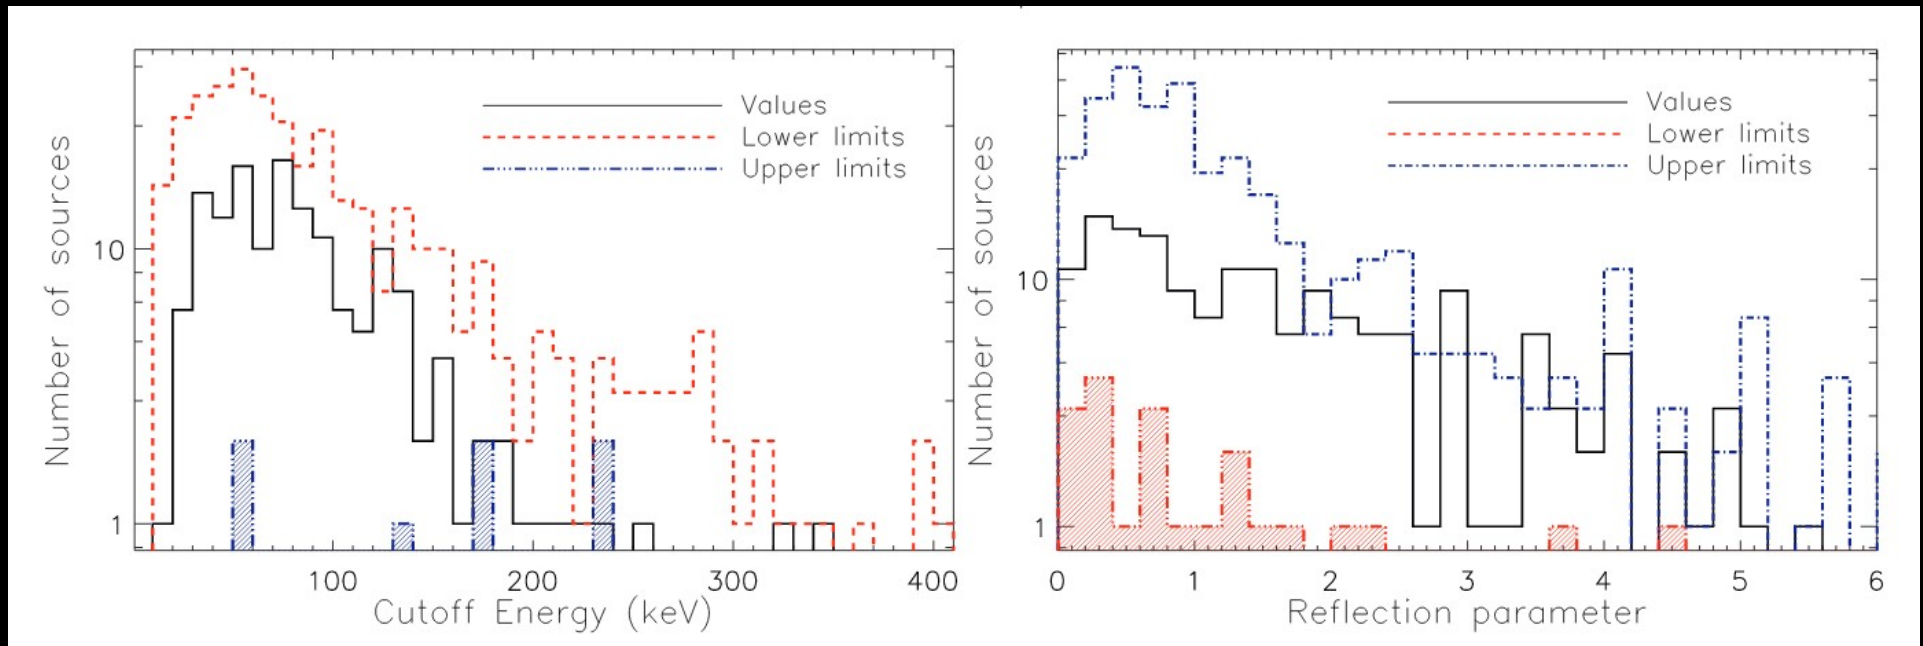 Number of sources
10
1
Values
Lower limits
Upper limits
100 200 300 400
Cutoff Energy (keV)
Number of sources
10
1
Values
Lower limits
Upper limits
0 1 2 3 4 5 6
Reflection parameter